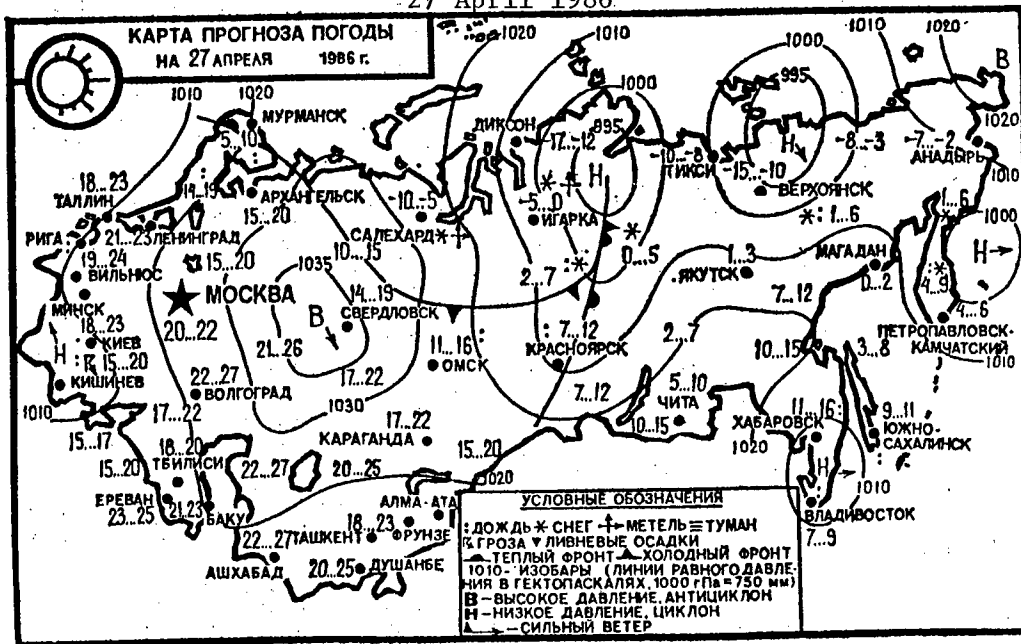 27 April 1986
КАРТА ПРОГНОЗА ПОГОДЫ
НА 27 АПРЕЛЯ 1986 г.
1020
1010
1000
1010
1020
В
1010
1020
МУРМАНСК
5...10
ДИКСОН
-17...-12
995
1000
995
Н
-10...-8
ТИКСИ
-15...-10
ВЕРХОЯНСК
-8...-3
-7...-2
АНАДЫРЬ
1020
1010
18...23
ТАЛЛИН
14...19
АРХАНГЕЛЬСК
15...20
-10...-5
САЛЕХАРД
-5...0
ИГАРКА
Н
1...6
1...6
1000
Н
РИГА
21...23
ЛЕНИНГРАД
19...24
ВИЛЬНЮС
15...20
10...15
0...5
1...3
ЯКУТСК
МАГАДАН
0...2
4...9
1035
МОСКВА
20...22
14...19
СВЕРДЛОВСК
В
2...7
7...12
4...6
ПЕТРОПАВЛОВСК-
КАМЧАТСКИЙ
МИНСК
18...23
КИЕВ
Н
15...20
КИШИНЕВ
21...26
11...16
ОМСК
7...12
КРАСНОЯРСК
2...7
10...15
3...8
1010
22...27
ВОЛГОГРАД
17...22
1030
7...12
5...10
ЧИТА
10...15
1010
17...22
15...17
17...22
КАРАГАНДА
11...16
ХАБАРОВСК
1020
9...11
ЮЖНО-
САХАЛИНСК
18...20
ТБИЛИСИ
15...20
22...27
20...25
15...20
1020
Н
1010
ЕРЕВАН
23...25
21...23
БАКУ
АЛМА-АТА
18...23
ТАШКЕНТ
ФРУНЗЕ
22...27
АШХАБАД
20...25
ДУШАНБЕ
ВЛАДИВОСТОК
7...9
УСЛОВНЫЕ ОБОЗНАЧЕНИЯ
ДОЖДЬ СНЕГ МЕТЕЛЬ ТУМАН
ГРОЗА ЛИВНЕВЫЕ ОСАДКИ
ТЕПЛЫЙ ФРОНТ ХОЛОДНЫЙ ФРОНТ
1010- ИЗОБАРЫ (ЛИНИИ РАВНОГО ДАВЛЕ-
НИЯ В ГЕКТОПАСКАЛЯХ, 1000 гПа = 750 мм)
В - ВЫСОКОЕ ДАВЛЕНИЕ, АНТИЦИКЛОН
Н - НИЗКОЕ ДАВЛЕНИЕ, ЦИКЛОН
- СИЛЬНЫЙ ВЕТЕР